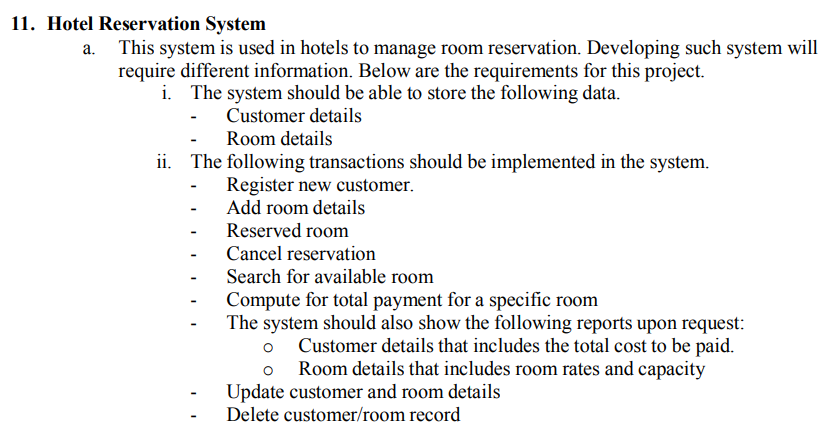 11. Hotel Reservation System
a. This system is used in hotels to manage room reservation. Developing such system will
require different information. Below are the requirements for this project.
i. The system should be able to store the following data.
- Customer details
- Room details
ii. The following transactions should be implemented in the system.
- Register new customer.
- Add room details
- Reserved room
- Cancel reservation
- Search for available room
- Compute for total payment for a specific room
- The system should also show the following reports upon request:
o Customer details that includes the total cost to be paid.
o Room details that includes room rates and capacity
- Update customer and room details
- Delete customer/room record